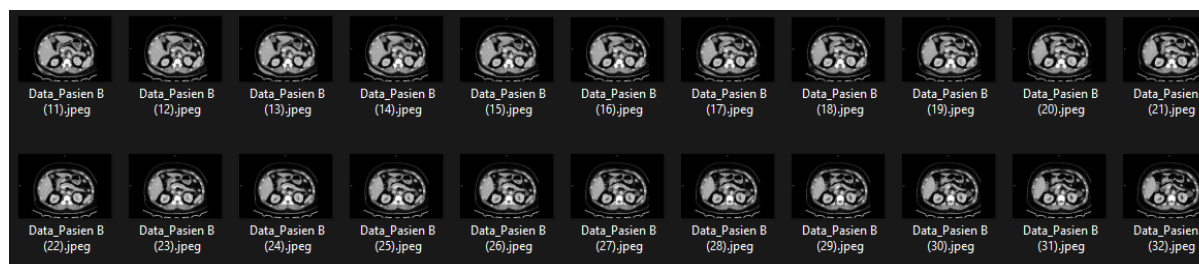 Data_Pasien B
(11).jpeg
Data_Pasien B
(12).jpeg
Data_Pasien B
(13).jpeg
Data_Pasien B
(14).jpeg
Data_Pasien B
(15).jpeg
Data_Pasien B
(16).jpeg
Data_Pasien B
(17).jpeg
Data_Pasien B
(18).jpeg
Data_Pasien B
(19).jpeg
Data_Pasien B
(20).jpeg
Data_Pasien
(21).jpeg
Data_Pasien B
(22).jpeg
Data_Pasien B
(23).jpeg
Data_Pasien B
(24).jpeg
Data_Pasien B
(25).jpeg
Data_Pasien B
(26).jpeg
Data_Pasien B
(27).jpeg
Data_Pasien B
(28).jpeg
Data_Pasien B
(29).jpeg
Data_Pasien B
(30).jpeg
Data_Pasien B
(31).jpeg
Data_Pasien
(32).jpeg